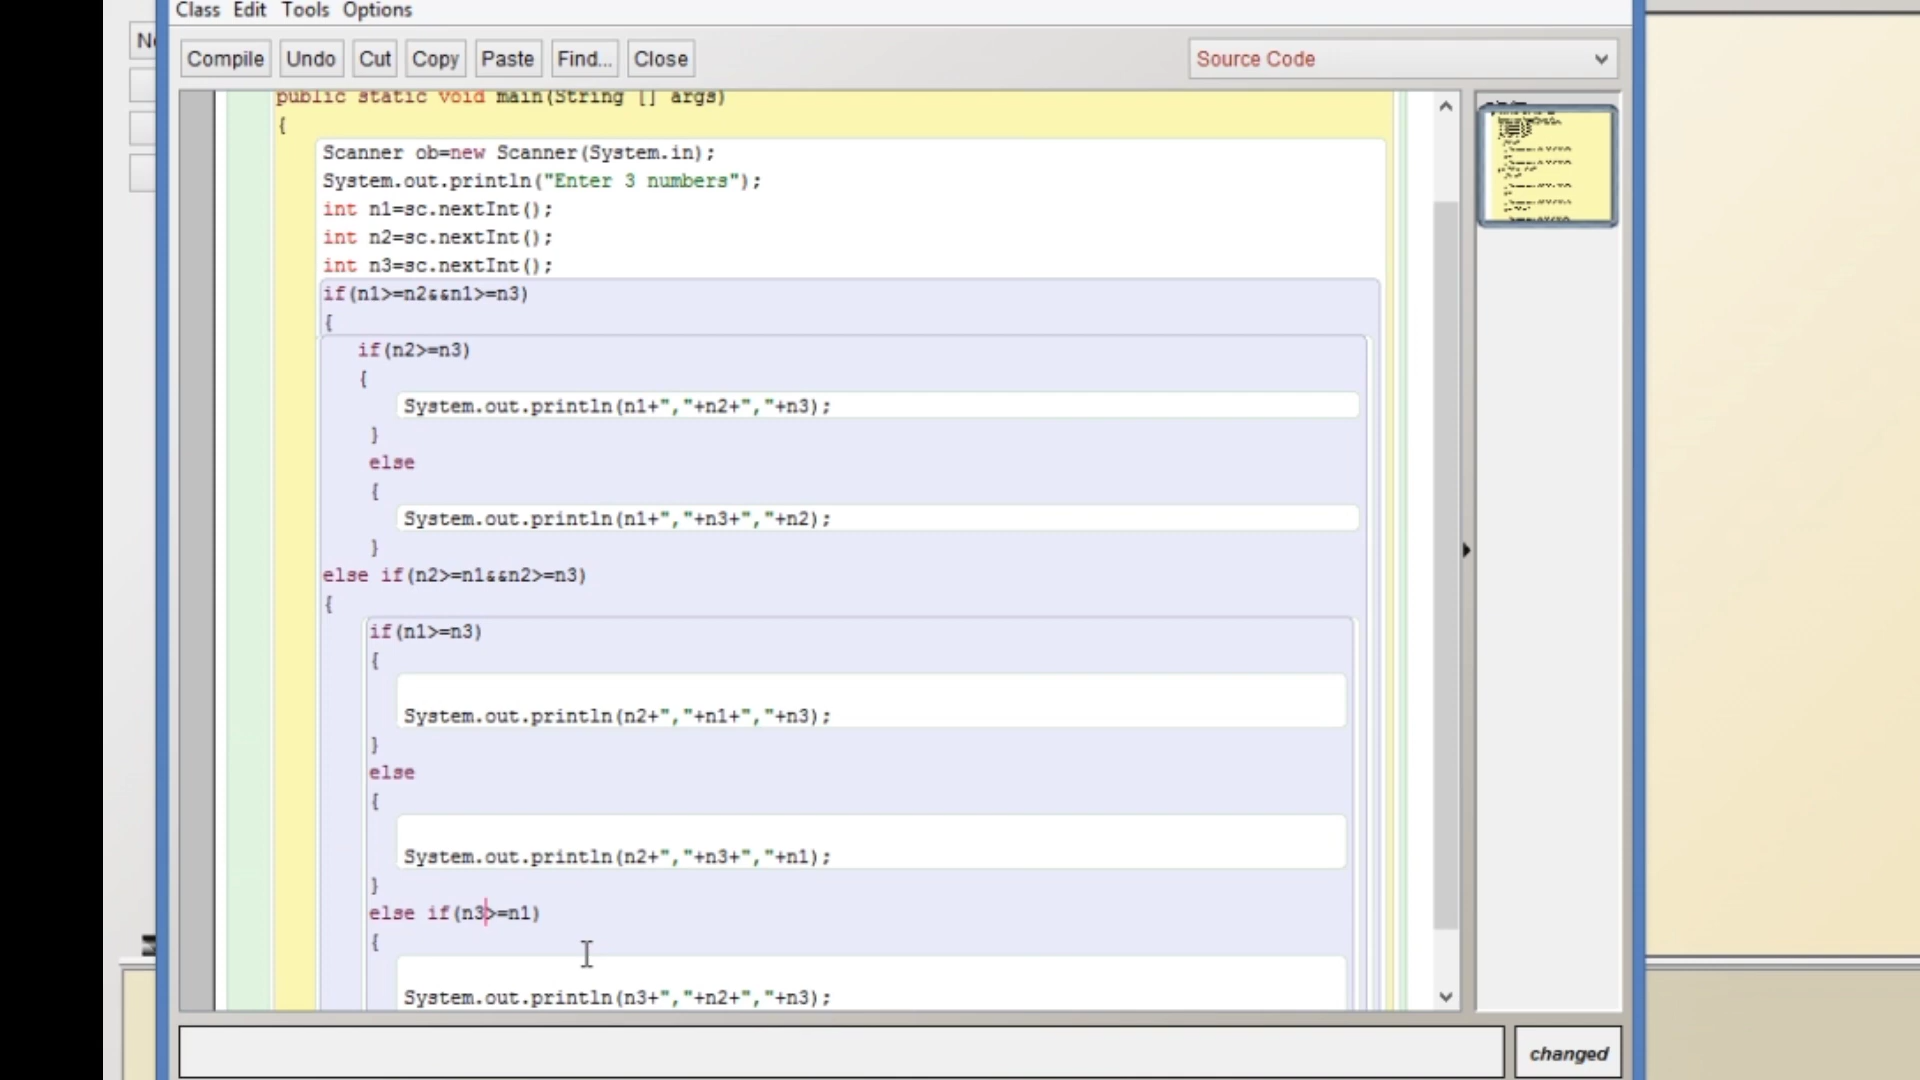 Class Edit Tools Options
Compile Undo Cut Copy Paste Find... Close Source Code
public static void main(String [] args)
{
Scanner ob=new Scanner(System.in);
System.out.println("Enter 3 numbers");
int n1=sc.nextInt();
int n2=sc.nextInt();
int n3=sc.nextInt();
if(n1>=n2&&n1>=n3)
{
if(n2>=n3)
{
System.out.println(n1+","+n2+","+n3);
}
else
{
System.out.println(n1+","+n3+","+n2);
}
else if(n2>=n1&&n2>=n3)
{
if(n1>=n3)
{
System.out.println(n2+","+n1+","+n3);
}
else
{
System.out.println(n2+","+n3+","+n1);
}
else if(n3>=n1)
{
System.out.println(n3+","+n2+","+n3);
changed